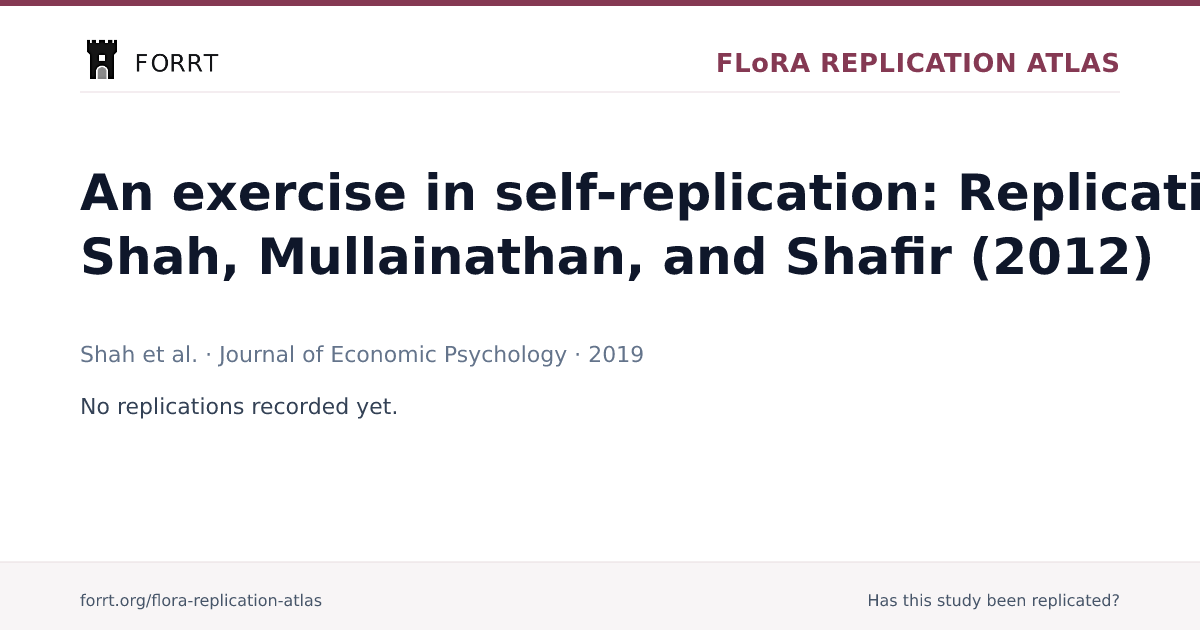 FORRT
FLoRA REPLICATION ATLAS
An exercise in self-replication: Replicati
Shah, Mullainathan, and Shafir (2012)
Shah et al. · Journal of Economic Psychology · 2019
No replications recorded yet.
forrt.org/flora-replication-atlas
Has this study been replicated?